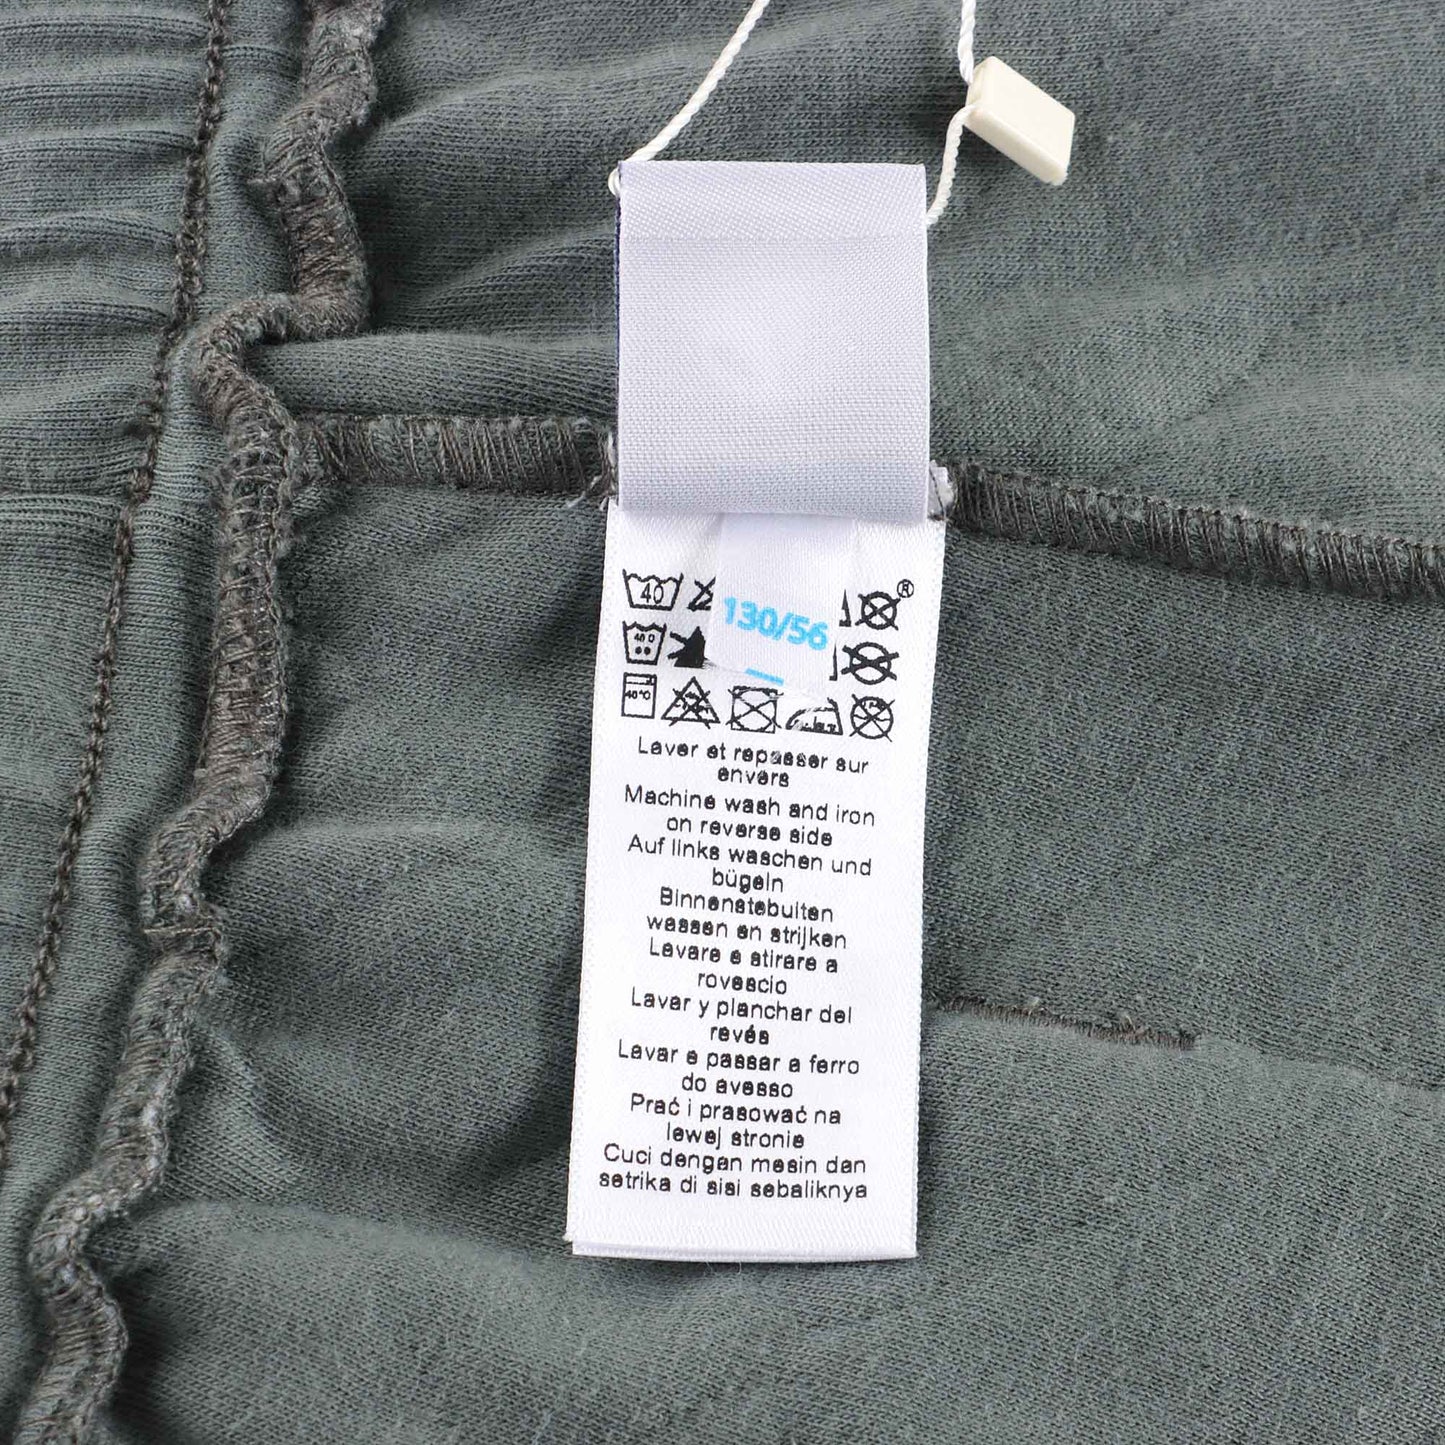 130/56
40
®
40
40°C
Laver et repasser sur
envers
Machine wash and iron
on reverse side
Auf links waschen und
bügeln
Binnenstebuiten
wassen en strijken
Lavare e stirare a
rovescio
Lavar y planchar del
revés
Lavar e passar a ferro
do avesso
Prać i prasować na
lewej stronie
Cuci dengan mesin dan
setrika di sisi sebaliknya